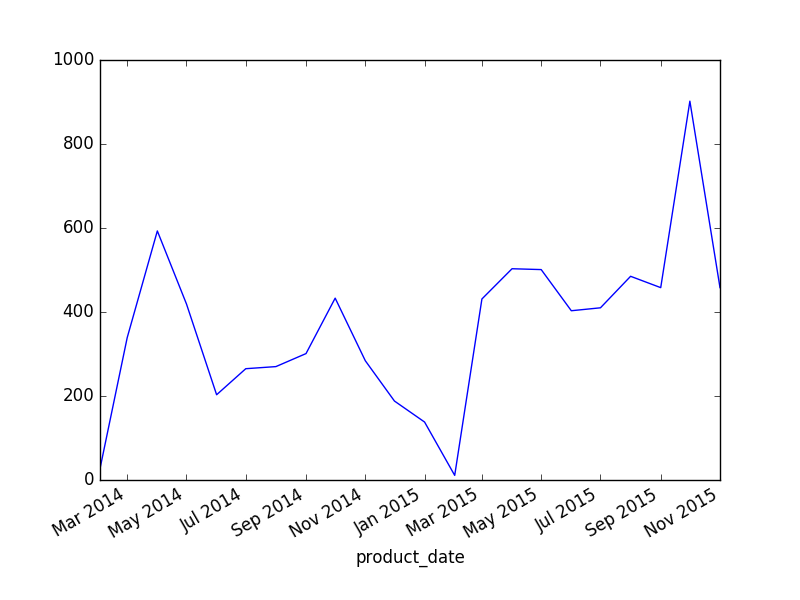 1000
800
600
400
200
0
Mar 2014
May 2014
Jul 2014
Sep 2014
Nov 2014
Jan 2015
Mar 2015
May 2015
Jul 2015
Sep 2015
Nov 2015
product_date